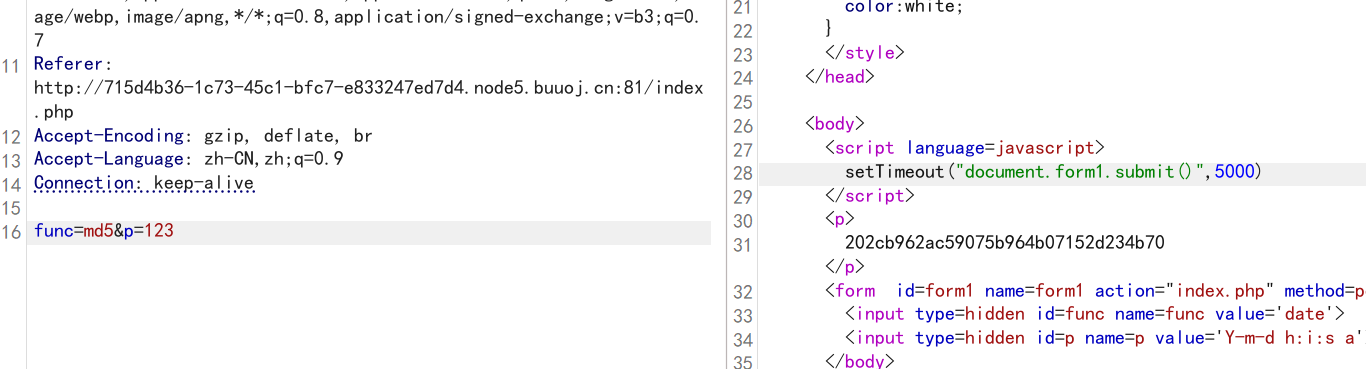 age/webp,image/apng,*/*;q=0.8,application/signed-exchange;v=b3;q=0.
7
11 Referer:
http://715d4b36-1c73-45c1-bfc7-e833247ed7d4.node5.buuoj.cn:81/index
.php
12 Accept-Encoding: gzip, deflate, br
13 Accept-Language: zh-CN,zh;q=0.9
14 Connection: keep-alive
15
16 func=md5&p=123
21 color:white;
22 }
23 </style>
24 </head>
25
26 <body>
27 <script language=javascript>
28 setTimeout("document.form1.submit()",5000)
29 </script>
30 <p>
31 202cb962ac59075b964b07152d234b70
</p>
32 <form  id=form1 name=form1 action="index.php" method=p
33 <input type=hidden id=func name=func value='date'>
34 <input type=hidden id=p name=p value='Y-m-d h:i:s a'
35 </body>